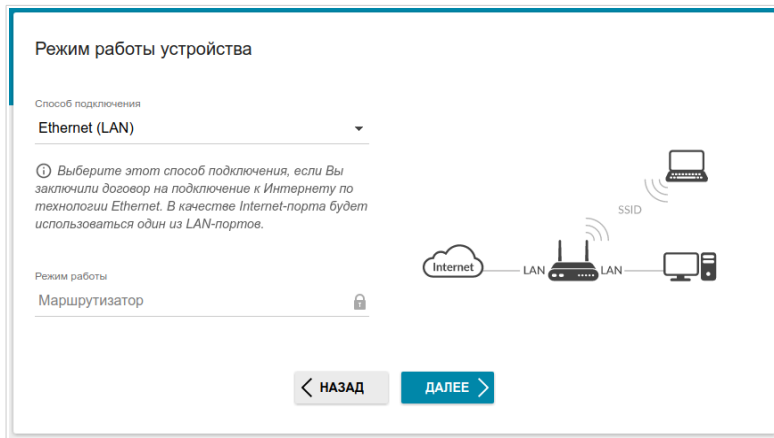 Режим работы устройства
Способ подключения
Ethernet (LAN)
Выберите этот способ подключения, если Вы
заключили договор на подключение к Интернету по
технологии Ethernet. В качестве Internet-порта будет
использоваться один из LAN-портов.
Режим работы
Маршрутизатор
SSID
Internet
LAN
LAN
НАЗАД
ДАЛЕЕ